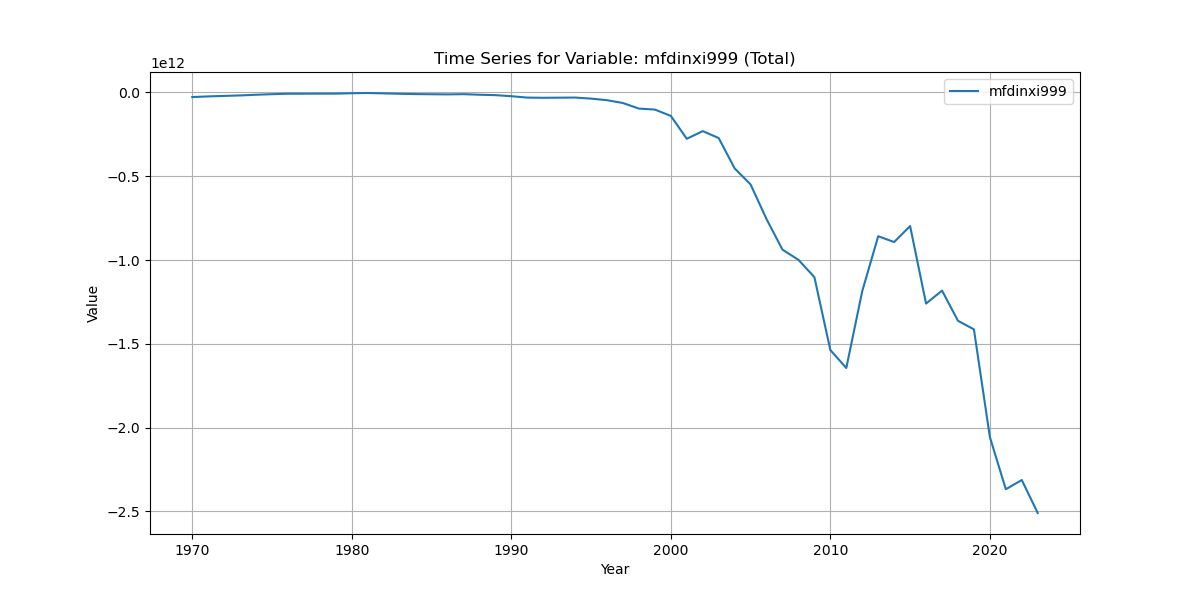 Time Series for Variable: mfdinxi999 (Total)
1e12
mfdinxi999
0.0
−0.5
−1.0
−1.5
−2.0
−2.5
Value
1970 1980 1990 2000 2010 2020
Year